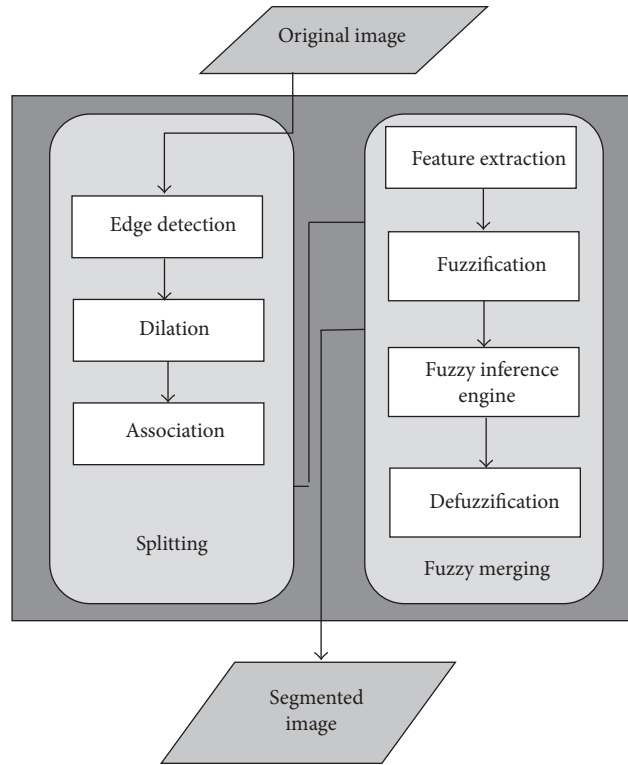 Original image
Edge detection
Dilation
Association
Splitting
Feature extraction
Fuzzification
Fuzzy inference
engine
Defuzzification
Fuzzy merging
Segmented
image